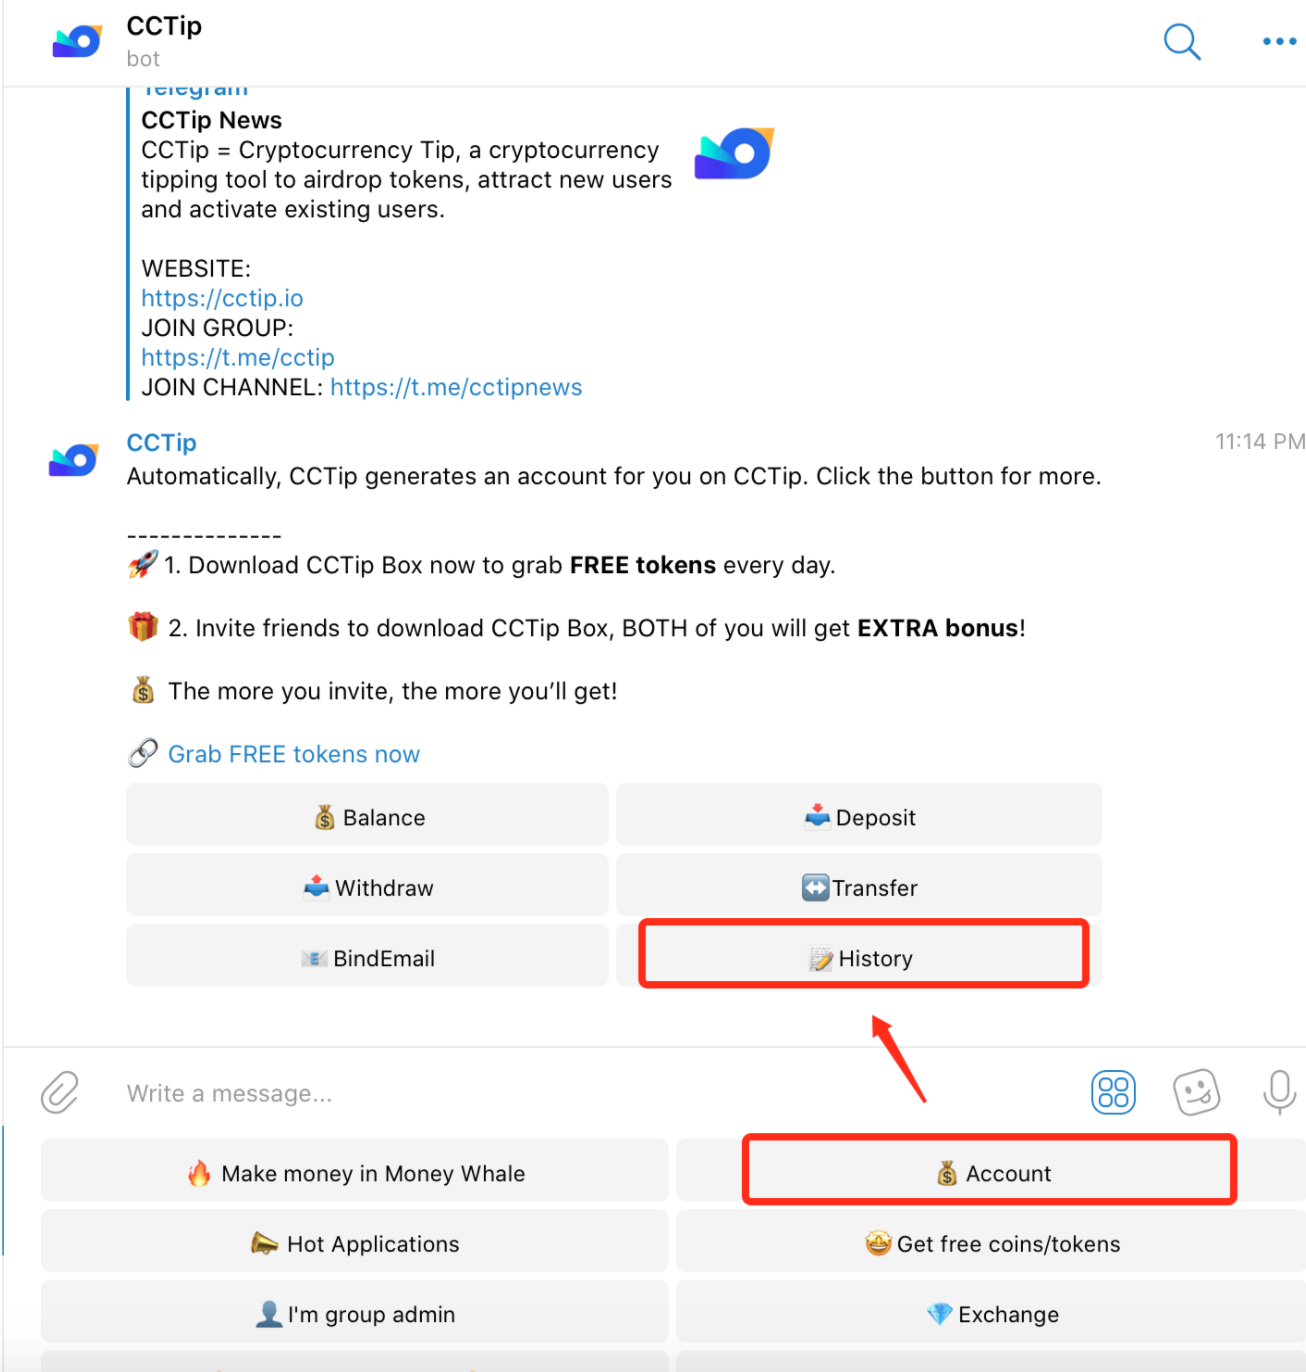 CCTip
bot
Telegram
CCTip News
CCTip = Cryptocurrency Tip, a cryptocurrency
tipping tool to airdrop tokens, attract new users
and activate existing users.
WEBSITE:
https://cctip.io
JOIN GROUP:
https://t.me/cctip
JOIN CHANNEL: https://t.me/cctipnews
CCTip
11:14 PM
Automatically, CCTip generates an account for you on CCTip. Click the button for more.
--------------
🚀 1. Download CCTip Box now to grab FREE tokens every day.
🎁 2. Invite friends to download CCTip Box, BOTH of you will get EXTRA bonus!
💰 The more you invite, the more you’ll get!
🔗 Grab FREE tokens now
💰 Balance
📥 Deposit
📤 Withdraw
↔️ Transfer
📧 BindEmail
📝 History
Write a message...
🔥 Make money in Money Whale
💰 Account
📣 Hot Applications
🤩 Get free coins/tokens
👤 I'm group admin
💎 Exchange